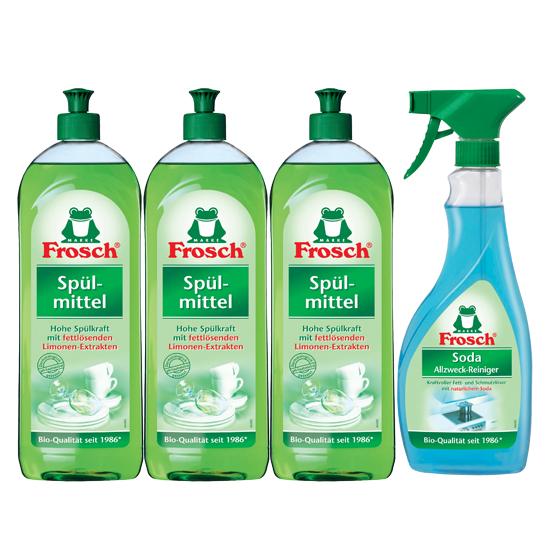 MARKE
Frosch®
Spül-
mittel
Hohe Spülkraft
mit fettlösenden
Limonen-Extrakten
Bio-Qualität seit 1986*
MARKE
Frosch®
Spül-
mittel
Hohe Spülkraft
mit fettlösenden
Limonen-Extrakten
Bio-Qualität seit 1986*
MARKE
Frosch®
Spül-
mittel
Hohe Spülkraft
mit fettlösenden
Limonen-Extrakten
Bio-Qualität seit 1986*
MARKE
Frosch®
Soda
Allzweck-Reiniger
Kraftvoller Fett- und Schmutzlöser
mit natürlichem Soda
Bio-Qualität seit 1986*